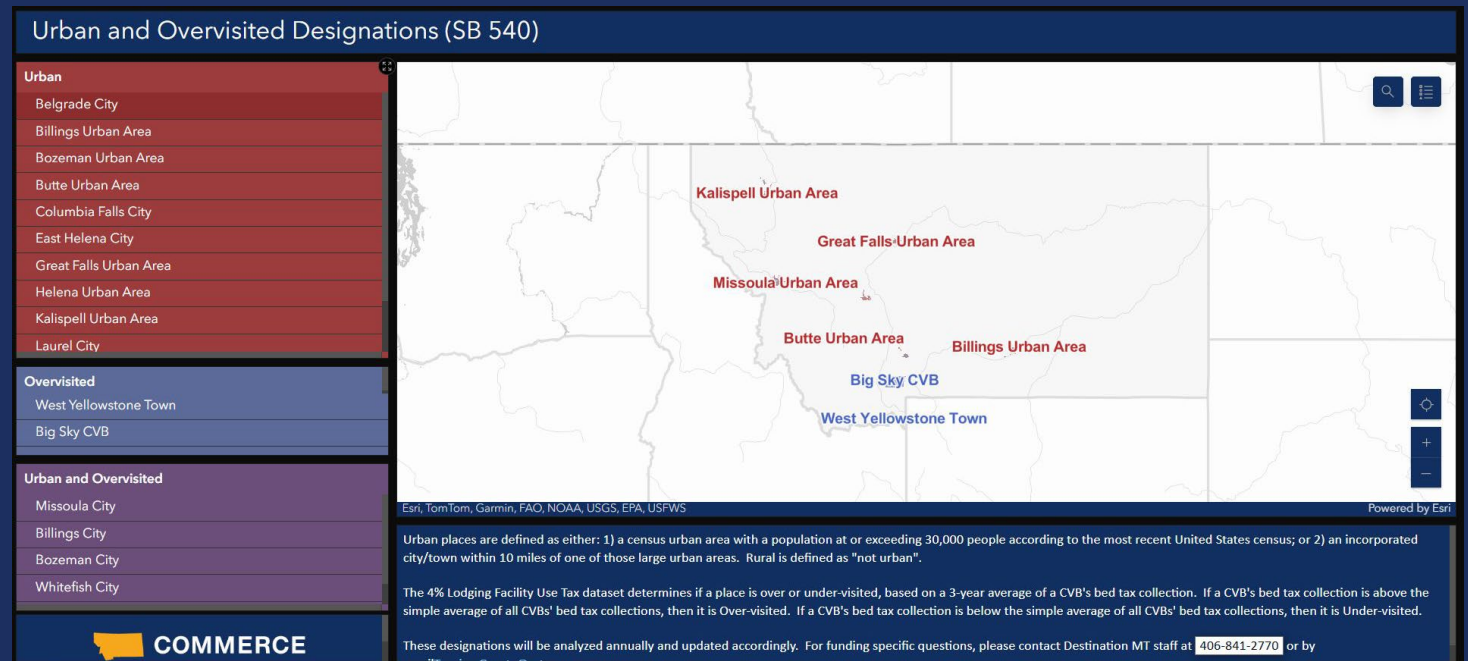 Urban and Overvisited Designations (SB 540)
Urban
Belgrade City
Billings Urban Area
Bozeman Urban Area
Butte Urban Area
Columbia Falls City
East Helena City
Great Falls Urban Area
Helena Urban Area
Kalispell Urban Area
Laurel City
Overvisited
West Yellowstone Town
Big Sky CVB
Urban and Overvisited
Missoula City
Billings City
Bozeman City
Whitefish City
COMMERCE
Kalispell Urban Area
Great Falls Urban Area
Missoula Urban Area
Butte Urban Area
Billings Urban Area
Big Sky CVB
West Yellowstone Town
Esri, TomTom, Garmin, FAO, NOAA, USGS, EPA, USFWS
Powered by Esri
Urban places are defined as either: 1) a census urban area with a population at or exceeding 30,000 people according to the most recent United States census; or 2) an incorporated
city/town within 10 miles of one of those large urban areas. Rural is defined as "not urban".
The 4% Lodging Facility Use Tax dataset determines if a place is over or under-visited, based on a 3-year average of a CVB's bed tax collection. If a CVB's bed tax collection is above the
simple average of all CVBs' bed tax collections, then it is Over-visited. If a CVB's bed tax collection is below the simple average of all CVBs' bed tax collections, then it is Under-visited.
These designations will be analyzed annually and updated accordingly. For funding specific questions, please contact Destination MT staff at 406-841-2770 or by